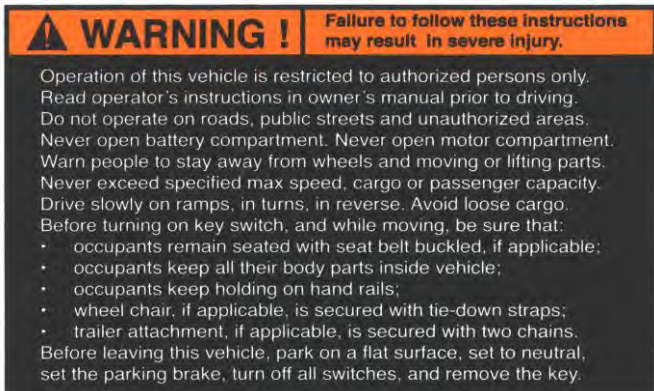 WARNING !
Failure to follow these instructions
may result in severe injury.
Operation of this vehicle is restricted to authorized persons only.
Read operator's instructions in owner's manual prior to driving.
Do not operate on roads, public streets and unauthorized areas.
Never open battery compartment. Never open motor compartment.
Warn people to stay away from wheels and moving or lifting parts.
Never exceed specified max speed, cargo or passenger capacity.
Drive slowly on ramps, in turns, in reverse. Avoid loose cargo.
Before turning on key switch, and while moving, be sure that:
· occupants remain seated with seat belt buckled, if applicable;
· occupants keep all their body parts inside vehicle;
· occupants keep holding on hand rails;
· wheel chair, if applicable, is secured with tie-down straps;
· trailer attachment, if applicable, is secured with two chains.
Before leaving this vehicle, park on a flat surface, set to neutral,
set the parking brake, turn off all switches, and remove the key.